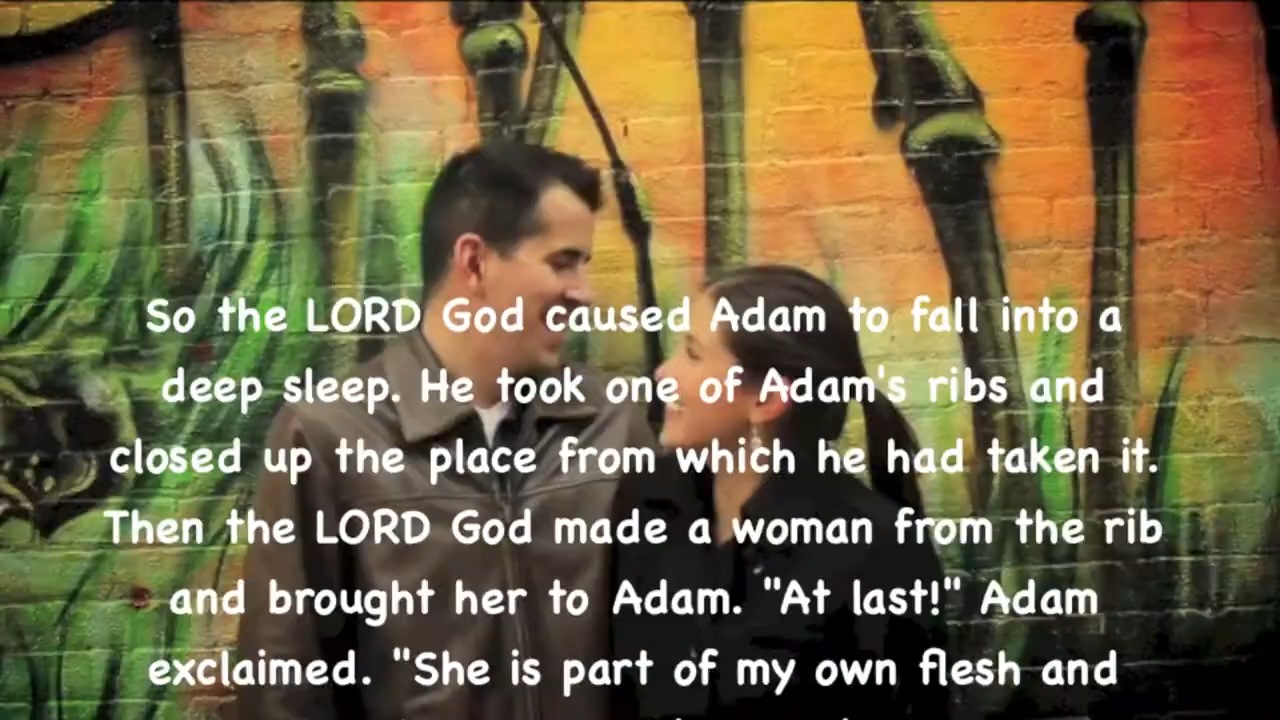 So the LORD God caused Adam to fall into a
deep sleep. He took one of Adam's ribs and
closed up the place from which he had taken it.
Then the LORD God made a woman from the rib
and brought her to Adam. "At last!" Adam
exclaimed. "She is part of my own flesh and